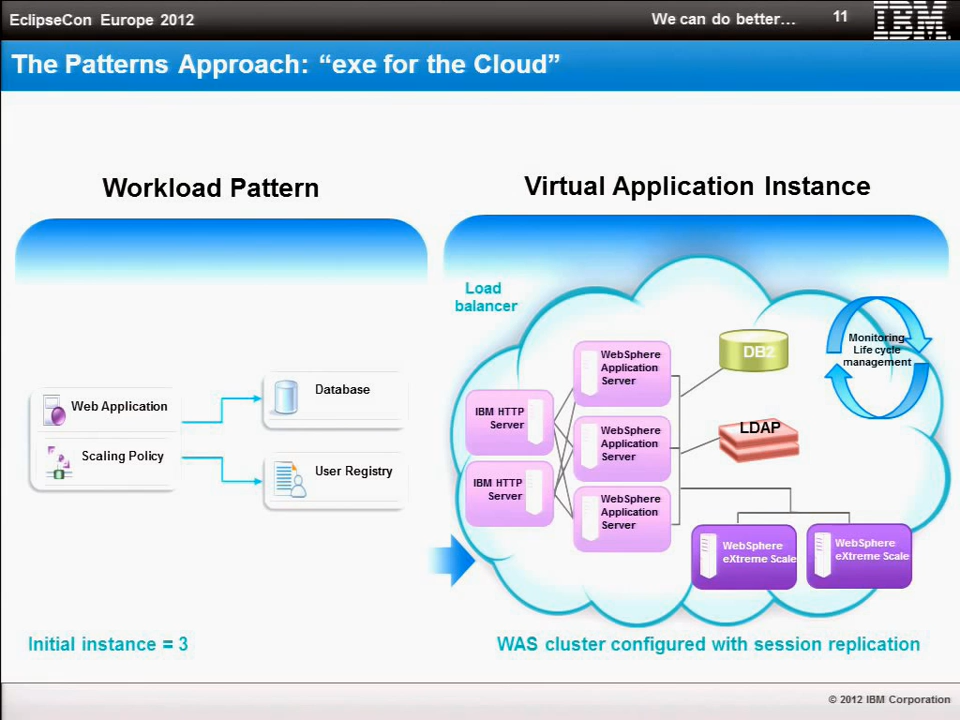 EclipseCon Europe 2012
We can do better…
11
IBM
The Patterns Approach: “exe for the Cloud”
Workload Pattern
Web Application
Scaling Policy
Database
User Registry
Initial instance = 3
Virtual Application Instance
Load
balancer
IBM HTTP
Server
IBM HTTP
Server
WebSphere
Application
Server
WebSphere
Application
Server
WebSphere
Application
Server
DB2
LDAP
Monitoring
Life cycle
management
WebSphere
eXtreme Scale
WebSphere
eXtreme Scale
WAS cluster configured with session replication
© 2012 IBM Corporation